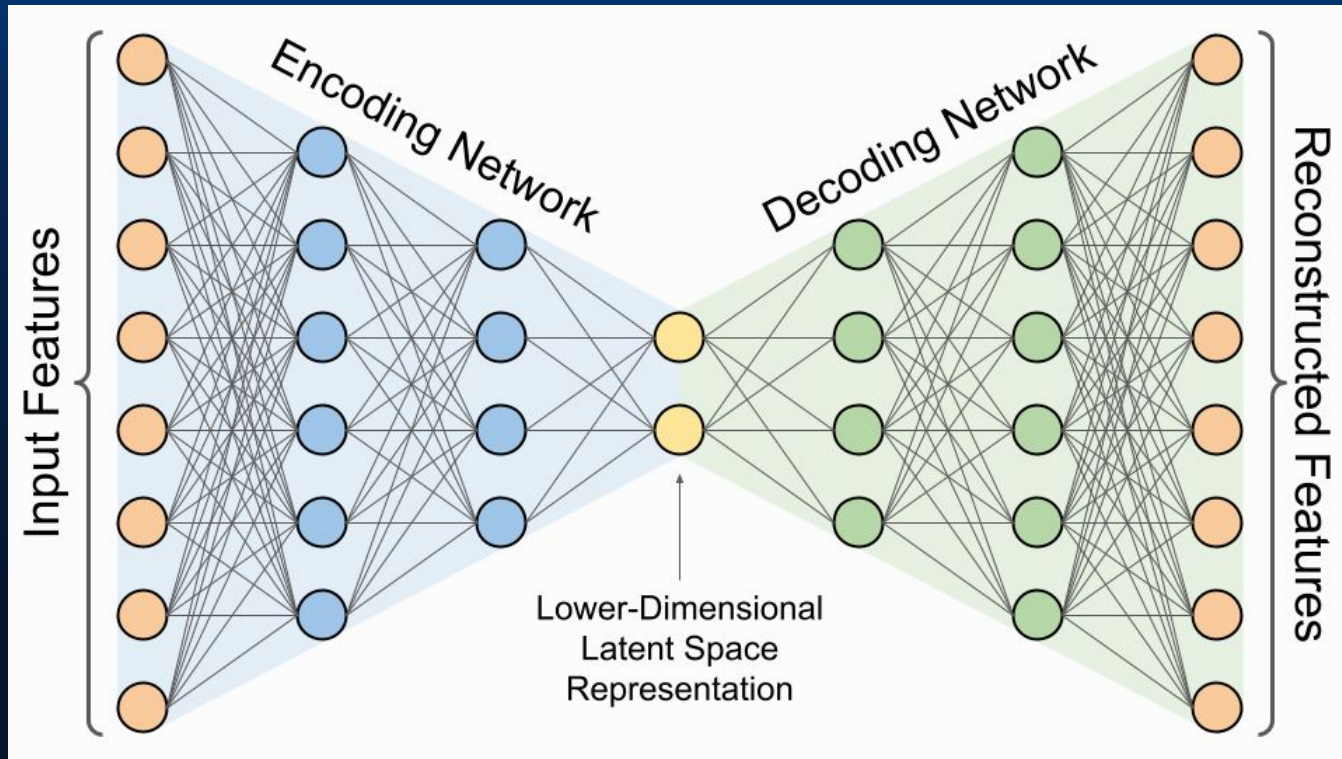 Input Features
Encoding Network
Lower-Dimensional
Latent Space
Representation
Decoding Network
Reconstructed Features